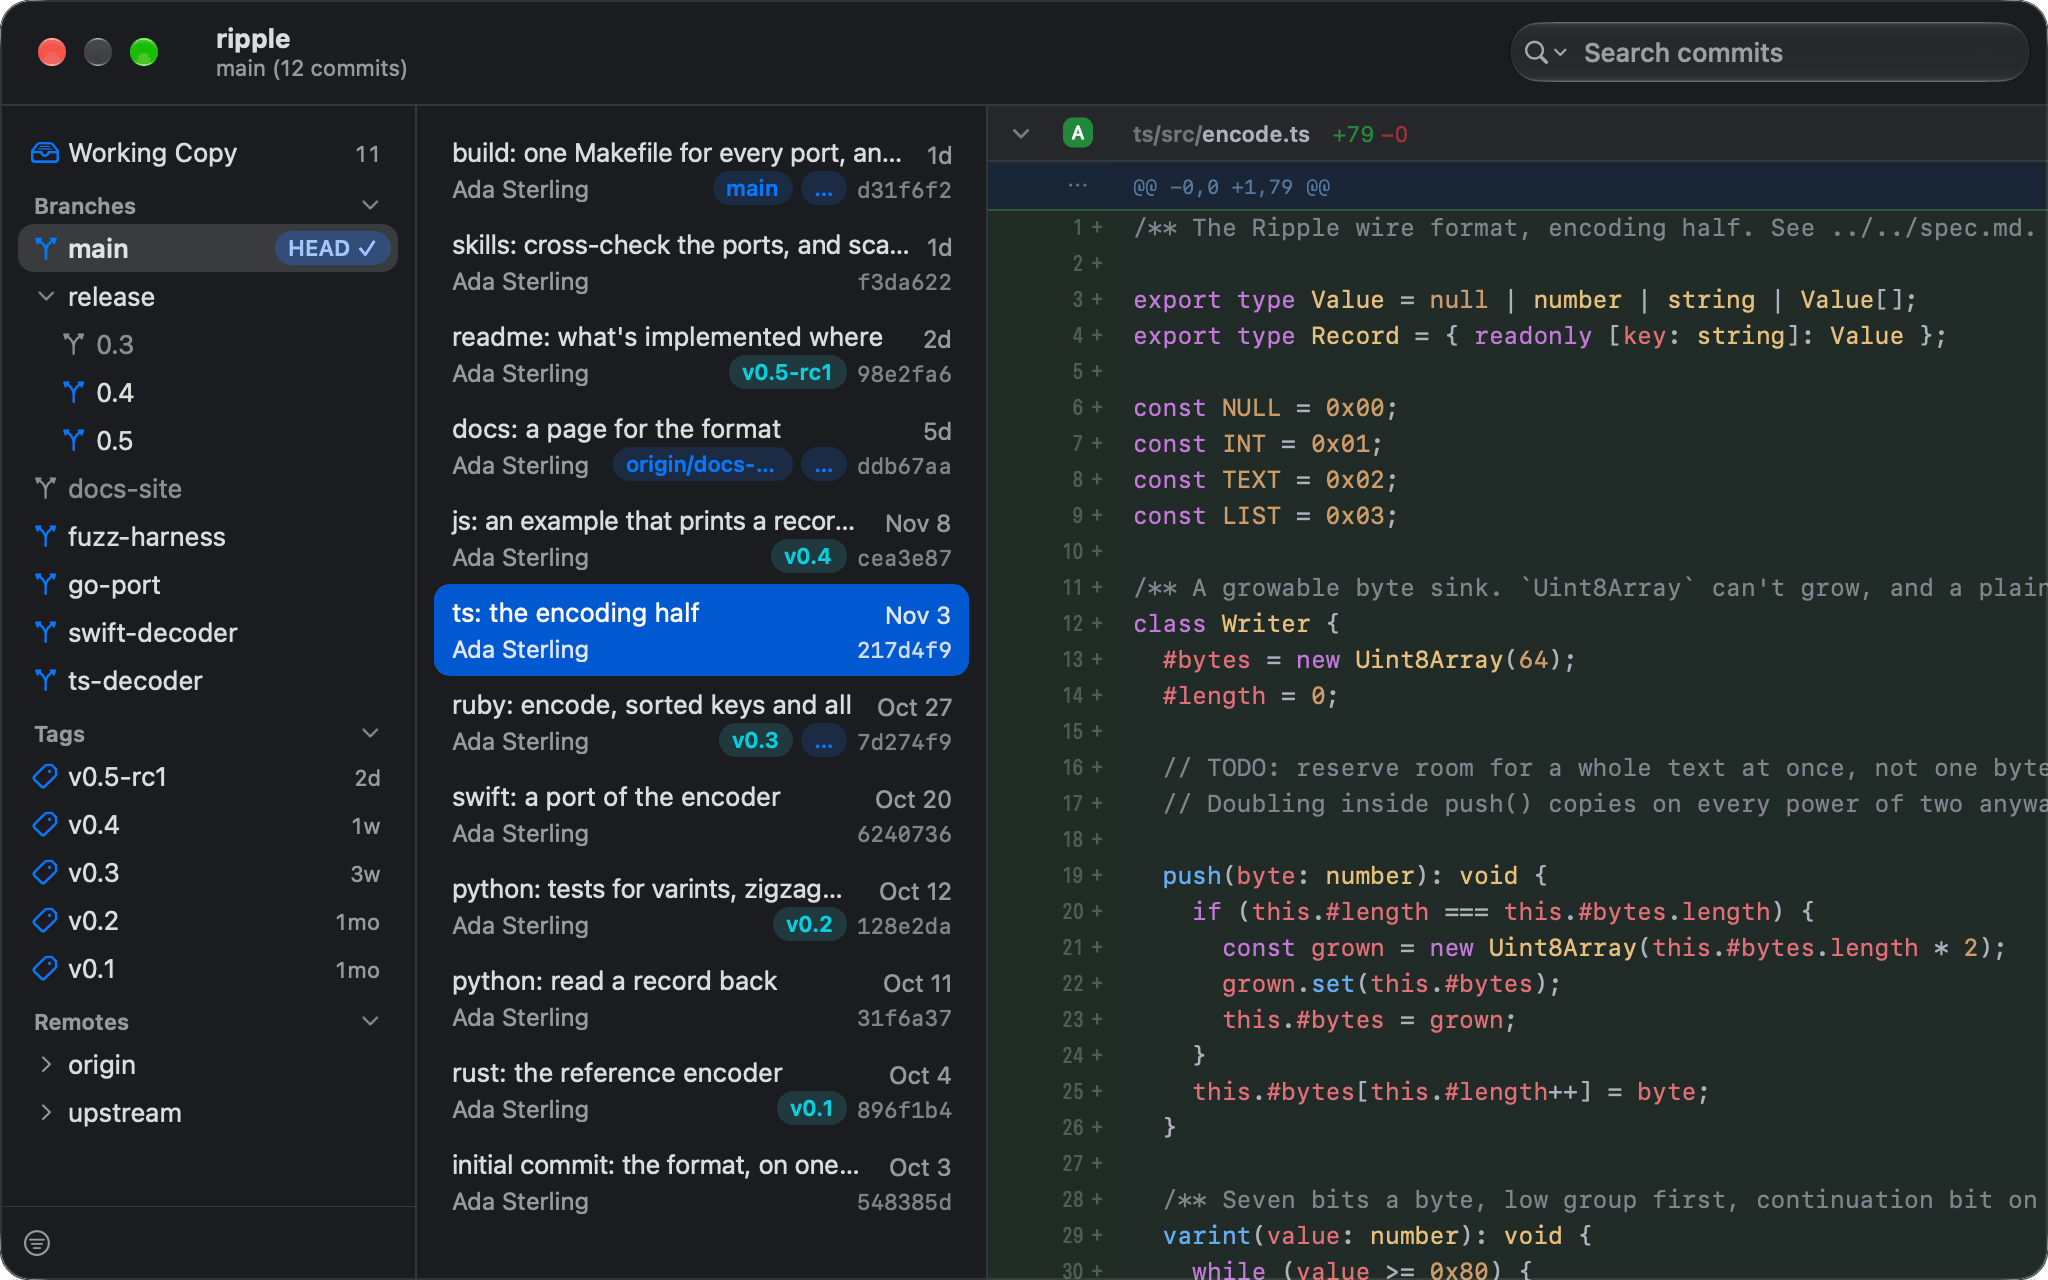 ripple
main (12 commits)
Search commits
Working Copy 11
Branches
main HEAD ✓
release
0.3
0.4
0.5
docs-site
fuzz-harness
go-port
swift-decoder
ts-decoder
Tags
v0.5-rc1 2d
v0.4 1w
v0.3 3w
v0.2 1mo
v0.1 1mo
Remotes
origin
upstream
build: one Makefile for every port, an... 1d
Ada Sterling main ... d31f6f2
skills: cross-check the ports, and sca... 1d
Ada Sterling f3da622
readme: what's implemented where 2d
Ada Sterling v0.5-rc1 98e2fa6
docs: a page for the format 5d
Ada Sterling origin/docs-... ... ddb67aa
js: an example that prints a recor... Nov 8
Ada Sterling v0.4 cea3e87
ts: the encoding half Nov 3
Ada Sterling 217d4f9
ruby: encode, sorted keys and all Oct 27
Ada Sterling v0.3 ... 7d274f9
swift: a port of the encoder Oct 20
Ada Sterling 6240736
python: tests for varints, zigzag... Oct 12
Ada Sterling v0.2 128e2da
python: read a record back Oct 11
Ada Sterling 31f6a37
rust: the reference encoder Oct 4
Ada Sterling v0.1 896f1b4
initial commit: the format, on one... Oct 3
Ada Sterling 548385d
A ts/src/encode.ts +79 −0
··· @@ −0,0 +1,79 @@
1 + /** The Ripple wire format, encoding half. See ../../spec.md.
2 +
3 + export type Value = null | number | string | Value[];
4 + export type Record = { readonly [key: string]: Value };
5 +
6 + const NULL = 0x00;
7 + const INT = 0x01;
8 + const TEXT = 0x02;
9 + const LIST = 0x03;
10 +
11 + /** A growable byte sink. `Uint8Array` can't grow, and a plain
12 + class Writer {
13 + #bytes = new Uint8Array(64);
14 + #length = 0;
15 +
16 + // TODO: reserve room for a whole text at once, not one byte
17 + // Doubling inside push() copies on every power of two anywa
18 +
19 + push(byte: number): void {
20 + if (this.#length === this.#bytes.length) {
21 + const grown = new Uint8Array(this.#bytes.length * 2);
22 + grown.set(this.#bytes);
23 + this.#bytes = grown;
24 + }
25 + this.#bytes[this.#length++] = byte;
26 + }
27 +
28 + /** Seven bits a byte, low group first, continuation bit on
29 + varint(value: number): void {
30 + while (value >= 0x80) {